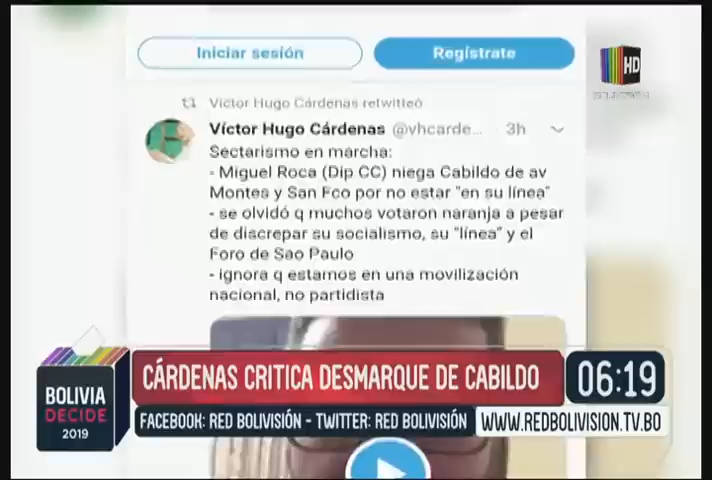 Iniciar sesión
Regístrate
HD
Víctor Hugo Cárdenas retwitteó
Víctor Hugo Cárdenas @vhcarde... 3h
Sectarismo en marcha:
- Miguel Roca (Dip CC) niega Cabildo de av
Montes y San Fco por no estar "en su línea"
- se olvidó q muchos votaron naranja a pesar
de discrepar su socialismo, su "línea" y el
Foro de Sao Paulo
- ignora q estamos en una movilización
nacional, no partidista
BOLIVIA
DECIDE
2019
CÁRDENAS CRITICA DESMARQUE DE CABILDO
06:19
FACEBOOK: RED BOLIVISIÓN - TWITTER: RED BOLIVISIÓN
WWW.REDBOLIVISION.TV.BO